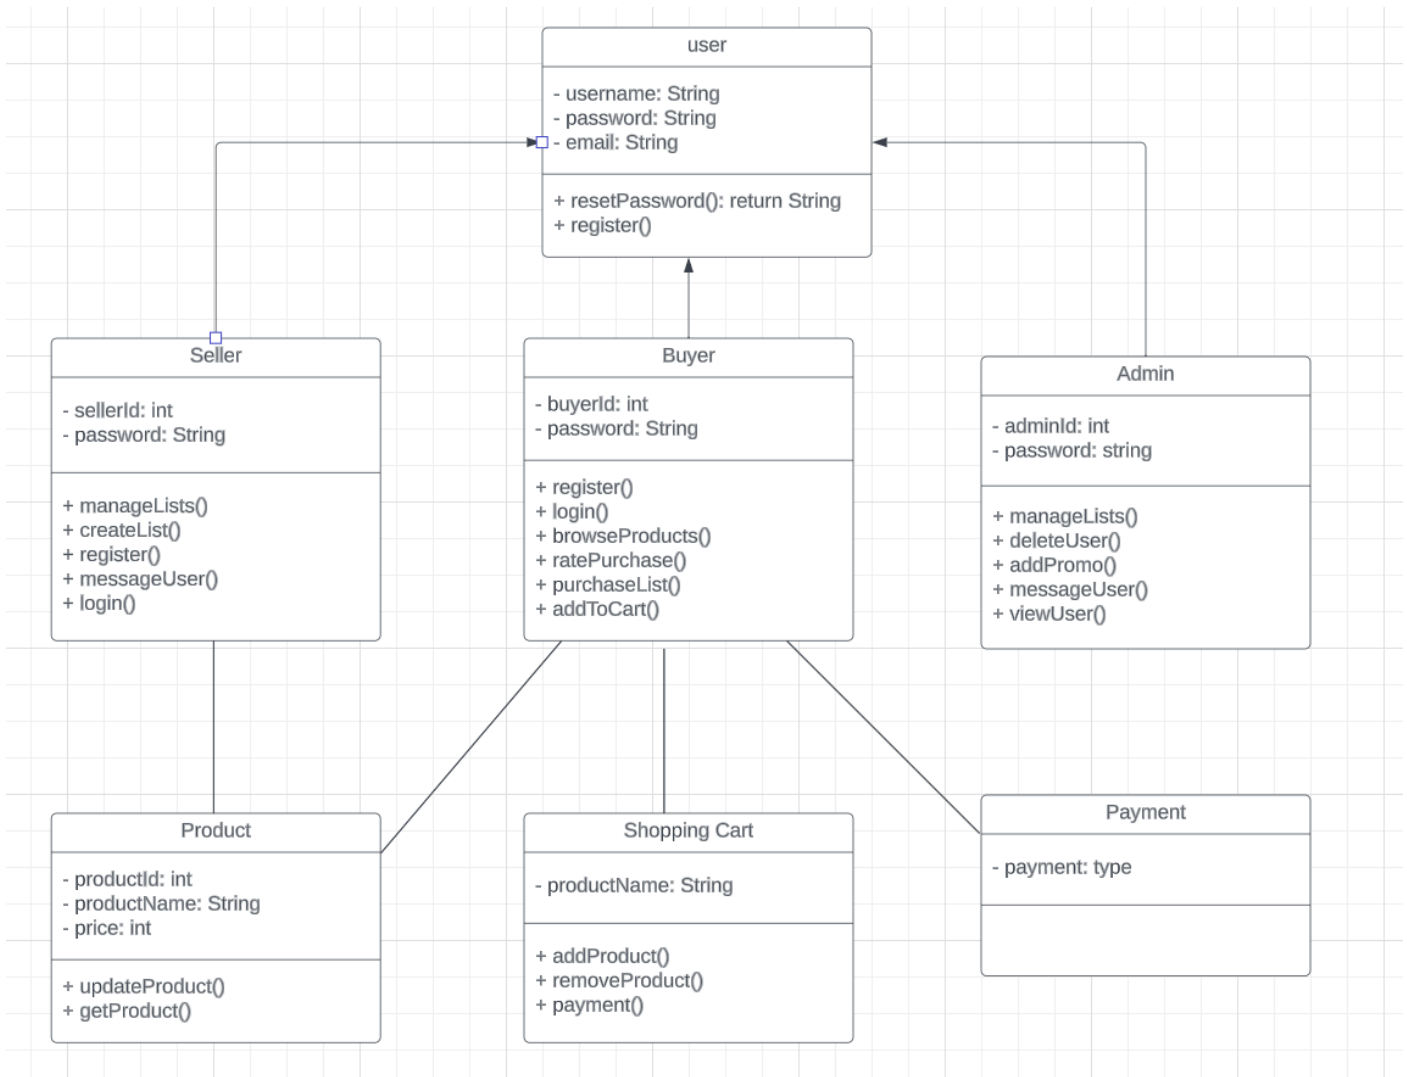 user
- username: String
- password: String
- email: String
+ resetPassword(): return String
+ register()
Seller
- sellerId: int
- password: String
+ manageLists()
+ createList()
+ register()
+ messageUser()
+ login()
Buyer
- buyerId: int
- password: String
+ register()
+ login()
+ browseProducts()
+ ratePurchase()
+ purchaseList()
+ addToCart()
Admin
- adminId: int
- password: string
+ manageLists()
+ deleteUser()
+ addPromo()
+ messageUser()
+ viewUser()
Product
- productId: int
- productName: String
- price: int
+ updateProduct()
+ getProduct()
Shopping Cart
- productName: String
+ addProduct()
+ removeProduct()
+ payment()
Payment
- payment: type